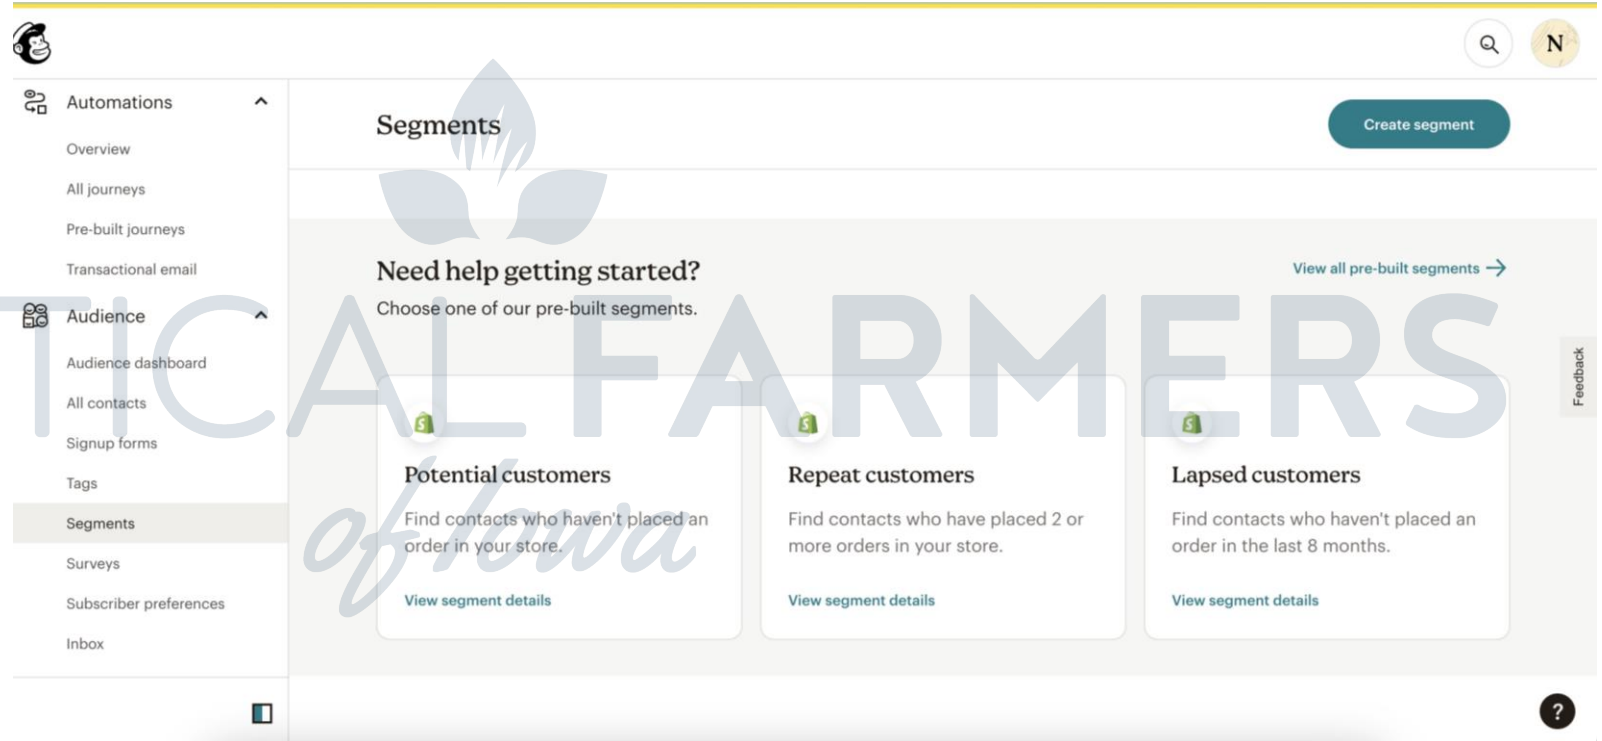 N
Automations
Overview
All journeys
Pre-built journeys
Transactional email
Audience
Audience dashboard
All contacts
Signup forms
Tags
Segments
Surveys
Subscriber preferences
Inbox
Segments
Create segment
Need help getting started?
View all pre-built segments
Choose one of our pre-built segments.
Potential customers
Find contacts who haven't placed an
order in your store.
View segment details
Repeat customers
Find contacts who have placed 2 or
more orders in your store.
View segment details
Lapsed customers
Find contacts who haven't placed an
order in the last 8 months.
View segment details
Feedback
?
TICAL FARMERS
of Iowa